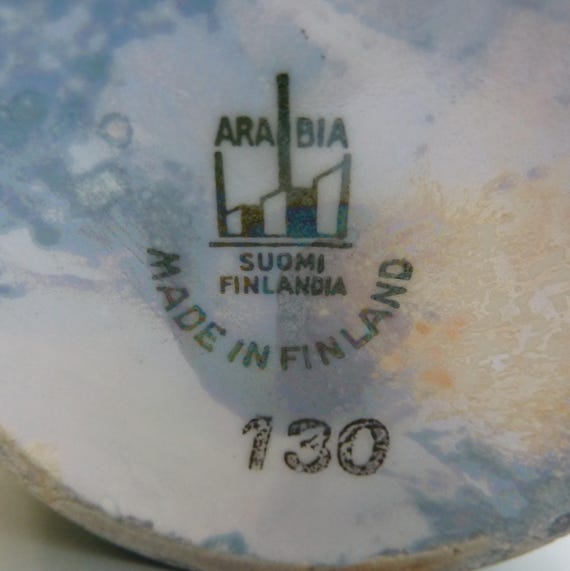 ARABIA
SUOMI
FINLANDIA
MADE IN FINLAND
130